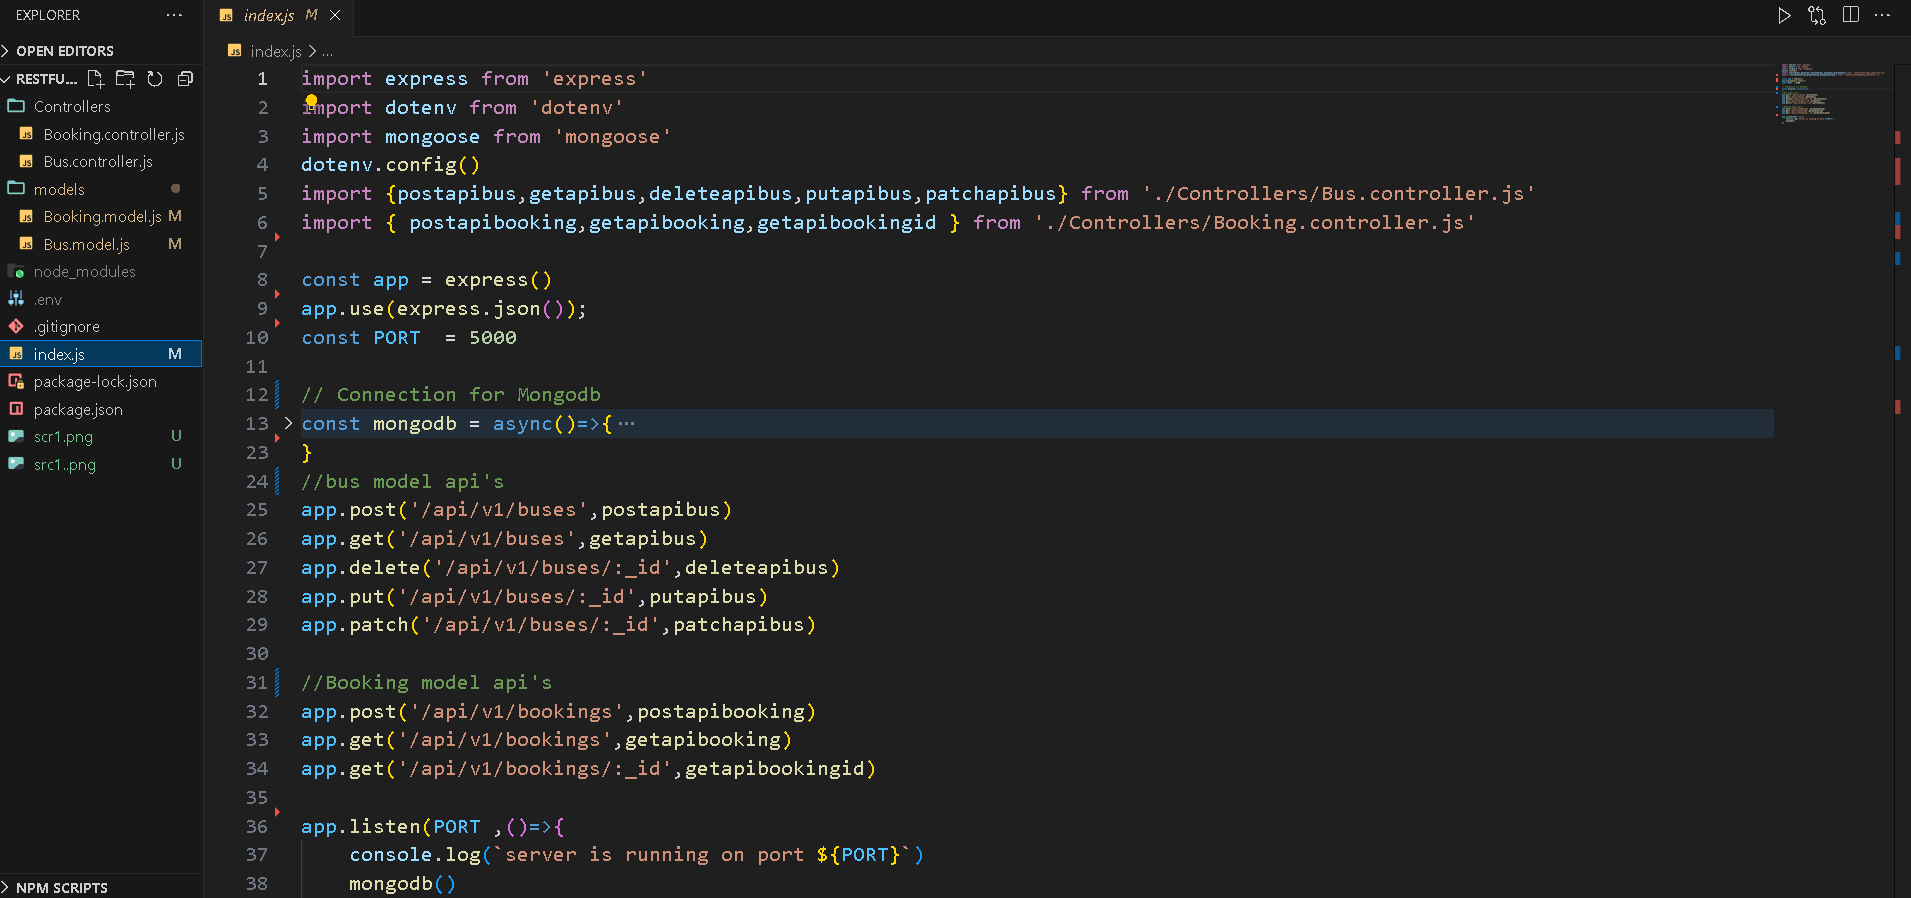 EXPLORER
OPEN EDITORS
RESTFU...
Controllers
Booking.controller.js
Bus.controller.js
models
Booking.model.js M
Bus.model.js M
node_modules
.env
.gitignore
index.js M
package-lock.json
package.json
scr1.png U
src1..png U
NPM SCRIPTS
index.js M
index.js > ...
1 import express from 'express'
2 import dotenv from 'dotenv'
3 import mongoose from 'mongoose'
4 dotenv.config()
5 import {postapibus,getapibus,deleteapibus,putapibus,patchapibus} from './Controllers/Bus.controller.js'
6 import { postapibooking,getapibooking,getapibookingid } from './Controllers/Booking.controller.js'
7
8 const app = express()
9 app.use(express.json());
10 const PORT  = 5000
11
12 // Connection for Mongodb
13 const mongodb = async()=>{ ...
23 }
24 //bus model api's
25 app.post('/api/v1/buses',postapibus)
26 app.get('/api/v1/buses',getapibus)
27 app.delete('/api/v1/buses/:_id',deleteapibus)
28 app.put('/api/v1/buses/:_id',putapibus)
29 app.patch('/api/v1/buses/:_id',patchapibus)
30
31 //Booking model api's
32 app.post('/api/v1/bookings',postapibooking)
33 app.get('/api/v1/bookings',getapibooking)
34 app.get('/api/v1/bookings/:_id',getapibookingid)
35
36 app.listen(PORT ,()=>{
37     console.log(`server is running on port ${PORT}`)
38     mongodb()